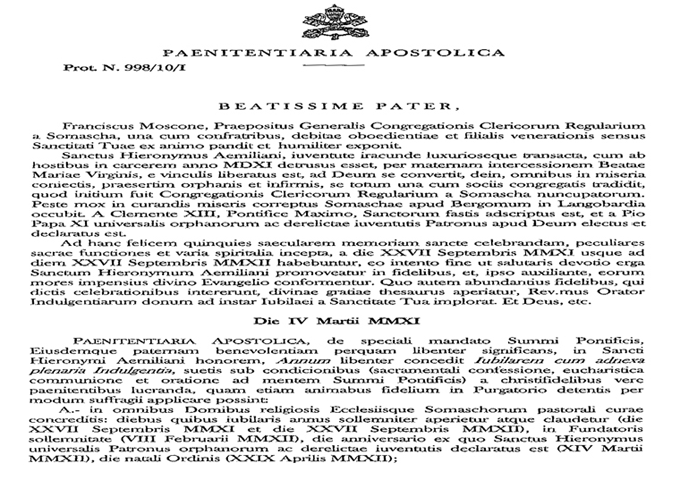 PAENITENTIARIA APOSTOLICA
Prot. N. 998/10/I
BEATISSIME PATER,
Franciscus Moscone, Praepositus Generalis Congregationis Clericorum Regularium
a Somascha, una cum confratribus, debitae oboedientiae et filialis venerationis sensus
Sanctitati Tuae ex animo pandit et humiliter exponit.
Sanctus Hieronymus Aemiliani, iuventute iracunde luxurioseque transacta, cum ab
hostibus in carcerem anno MDXI detrusus esset, per maternam intercessionem Beatae
Mariae Virginis, e vinculis liberatus est, ad Deum se convertit, dein, omnibus in miseria
coniectis, praesertim orphanis et infirmis, se totum una cum sociis congregatis tradidit,
quod initium fuit Congregationis Clericorum Regularium a Somascha nuncupatorum.
Peste mox in curandis miseris correptus Somaschae apud Bergomum in Langobardia
occubit. A Clemente XIII, Pontifice Maximo, Sanctorum fastis adscriptus est, et a Pio
Papa XI universalis orphanorum ac derelictae iuventutis Patronus apud Deum electus et
declaratus est.
Ad hanc felicem quinquies saecularem memoriam sancte celebrandam, peculiares
sacrae functiones et varia spiritalia incepta, a die XXVII Septembris MMXI usque ad
diem XXVII Septembris MMXII habebuntur, eo intento fine ut salutaris devotio erga
Sanctum Hieronymum Aemiliani promoveatur in fidelibus, et, ipso auxiliante, eorum
mores impensius divino Evangelio conformentur. Quo autem abundantius fidelibus, qui
dictis celebrationibus intererunt, divinae gratiae thesaurus aperiatur, Rev.mus Orator
Indulgentiarum donum ad instar Iubilaei a Sanctitate Tua implorat. Et Deus, etc.
Die IV Martii MMXI
PAENITENTIARIA APOSTOLICA, de speciali mandato Summi Pontificis,
Eiusdemque paternam benevolentiam perquam libenter significans, in Sancti
Hieronymi Aemiliani honorem, Annum libenter concedit Iubilarem cum adnexa
plenaria Indulgentia, suetis sub condicionibus (sacramentali confessione, eucharistica
communione et oratione ad mentem Summi Pontificis) a christifidelibus vere
paenitentibus lucranda, quam etiam animabus fidelium in Purgatorio detentis per
modum suffragii applicare possint:
A.- in omnibus Domibus religiosis Ecclesiisque Somaschorum pastorali curae
concreditis: diebus quibus iubilaris annus sollemniter aperietur atque claudetur (die
XXVII Septembris MMXI et die XXVII Septembris MMXII), in Fundatoris
sollemnitate (VIII Februarii MMXII), die anniversario ex quo Sanctus Hieronymus
universalis Patronus orphanorum ac derelictae iuventutis declaratus est (XIV Martii
MMXII), die natali Ordinis (XXIX Aprilis MMXII);